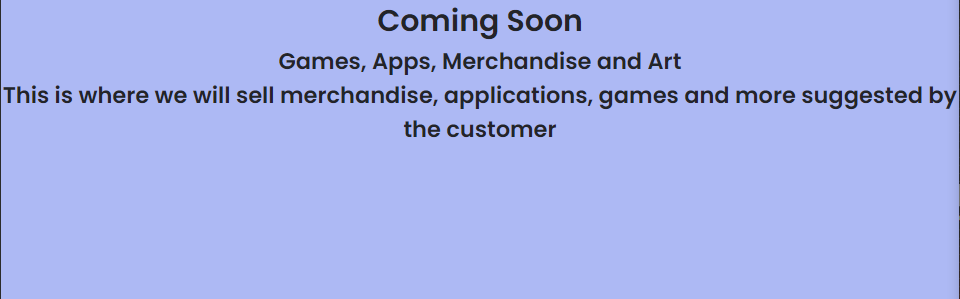 Coming Soon
Games, Apps, Merchandise and Art
This is where we will sell merchandise, applications, games and more suggested by
the customer